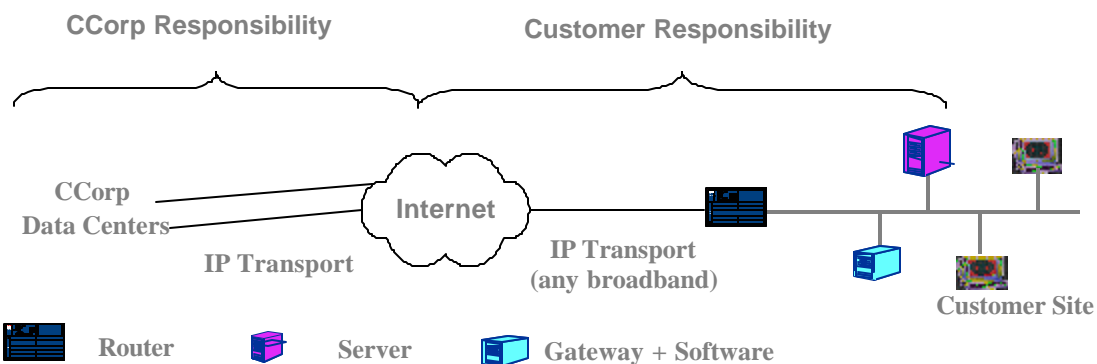 CCorp Responsibility
Customer Responsibility
CCorp
Data Centers
IP Transport
Internet
IP Transport
(any broadband)
Customer Site
Router
Server
Gateway + Software